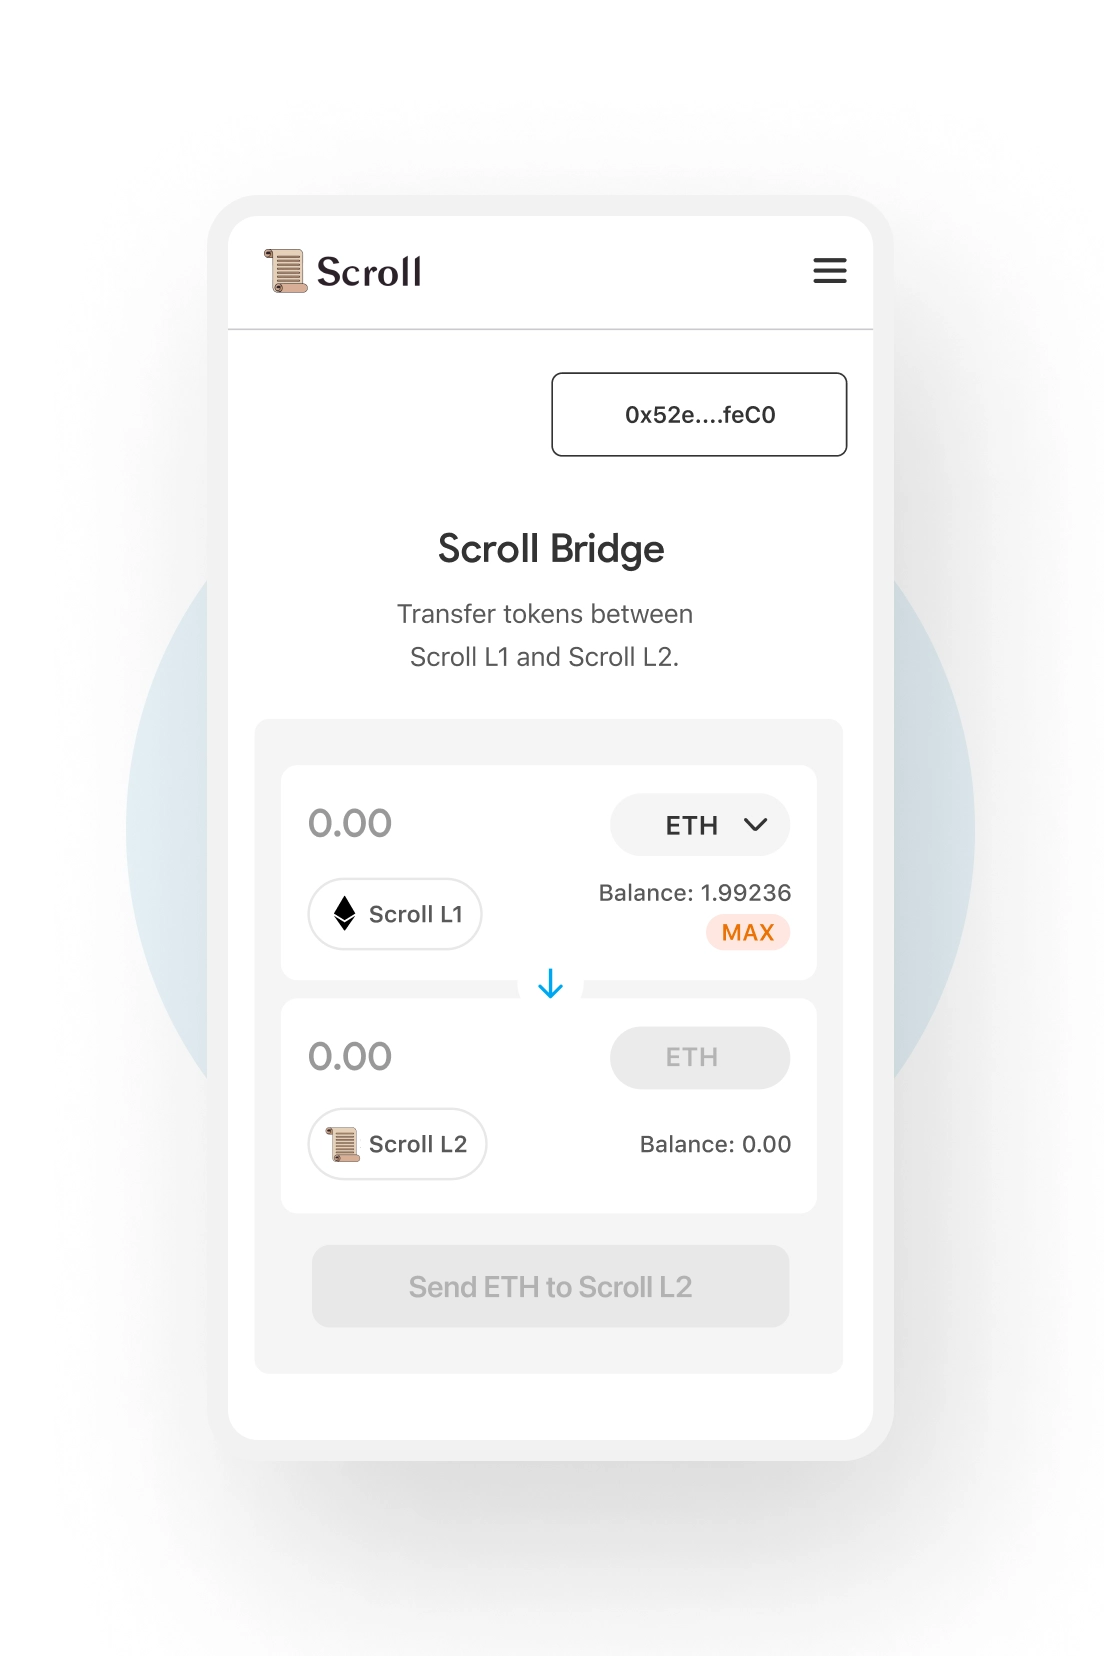 Scroll
0x52e....feC0
Scroll Bridge
Transfer tokens between
Scroll L1 and Scroll L2.
0.00
ETH
Scroll L1
Balance: 1.99236
MAX
0.00
ETH
Scroll L2
Balance: 0.00
Send ETH to Scroll L2